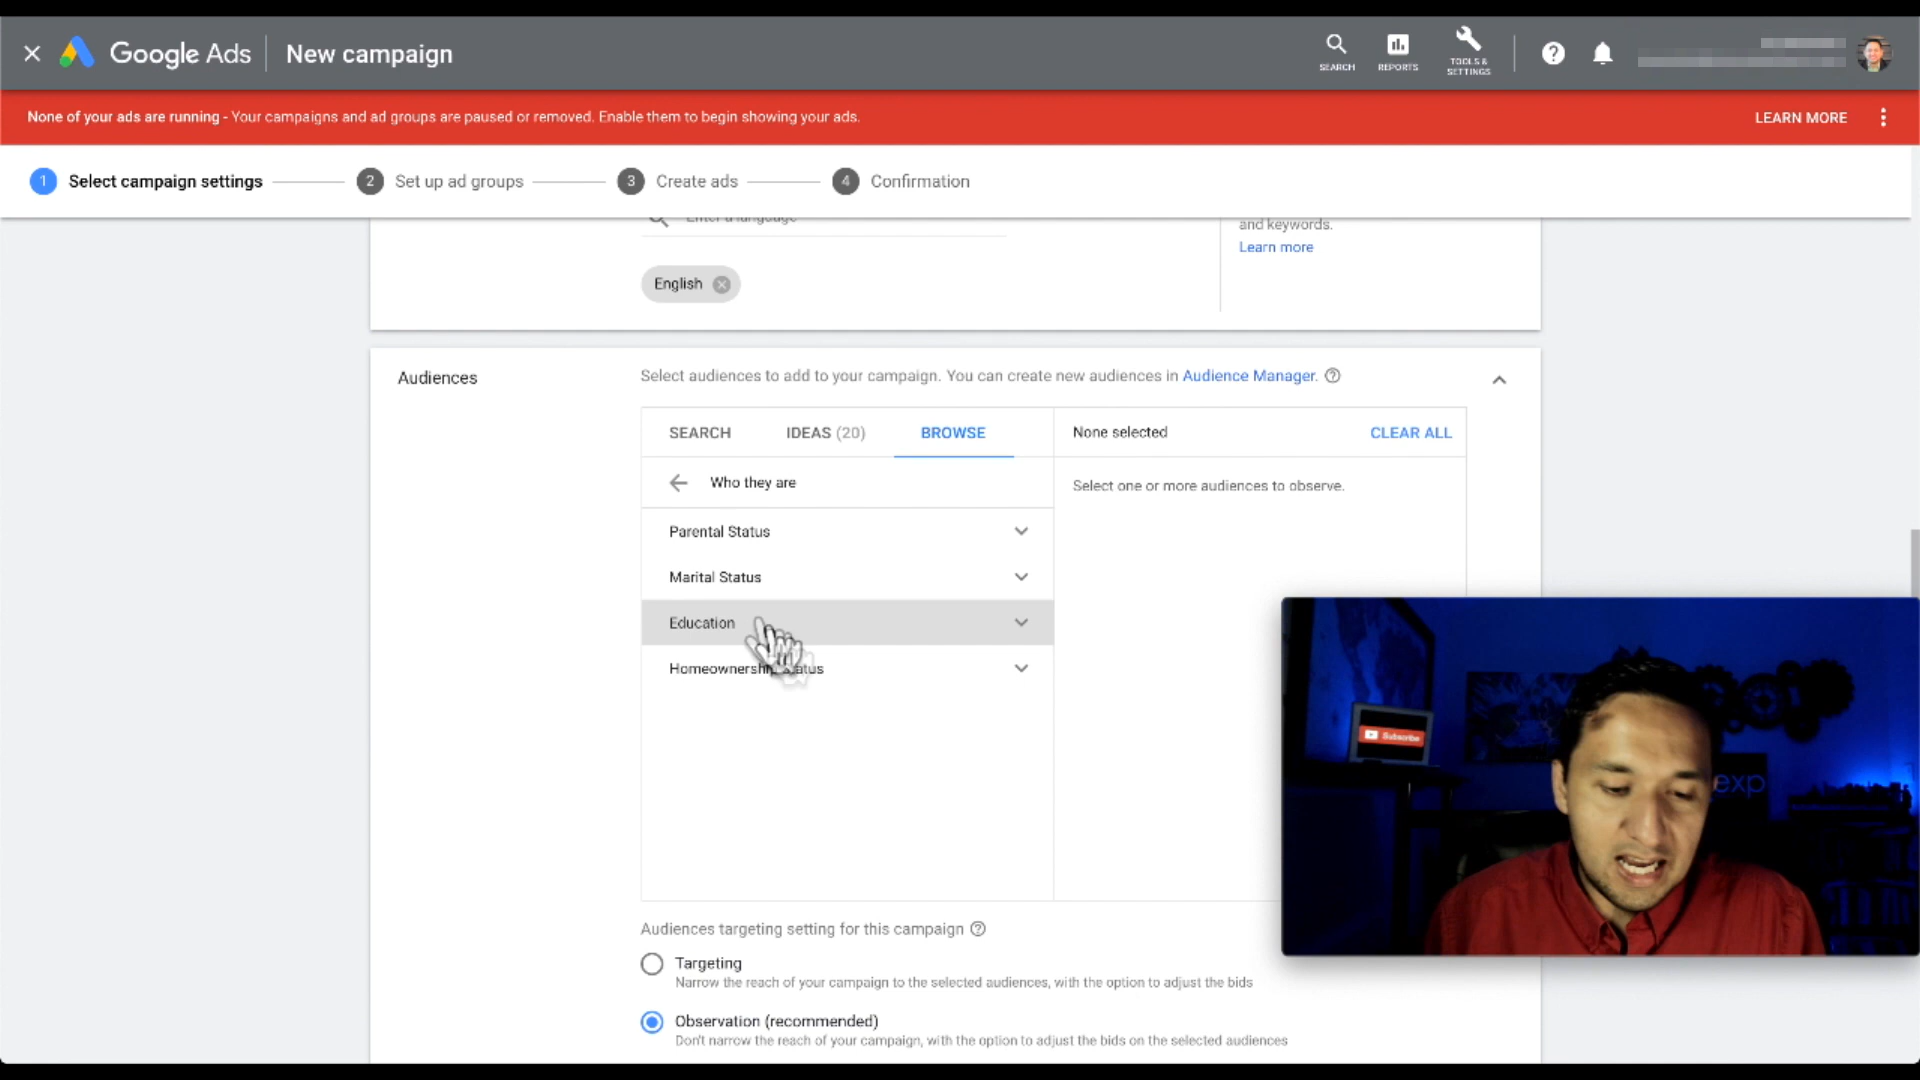 Google Ads
New campaign
SEARCH
REPORTS
TOOLS &
SETTINGS
None of your ads are running - Your campaigns and ad groups are paused or removed. Enable them to begin showing your ads.
LEARN MORE
1 Select campaign settings
2 Set up ad groups
3 Create ads
4 Confirmation
Enter a language
and keywords.
Learn more
English
Audiences
Select audiences to add to your campaign. You can create new audiences in Audience Manager.
SEARCH
IDEAS (20)
BROWSE
None selected
CLEAR ALL
Who they are
Select one or more audiences to observe.
Parental Status
Marital Status
Education
Homeownership Status
Subscribe
exp
Audiences targeting setting for this campaign
Targeting
Narrow the reach of your campaign to the selected audiences, with the option to adjust the bids
Observation (recommended)
Don't narrow the reach of your campaign, with the option to adjust the bids on the selected audiences